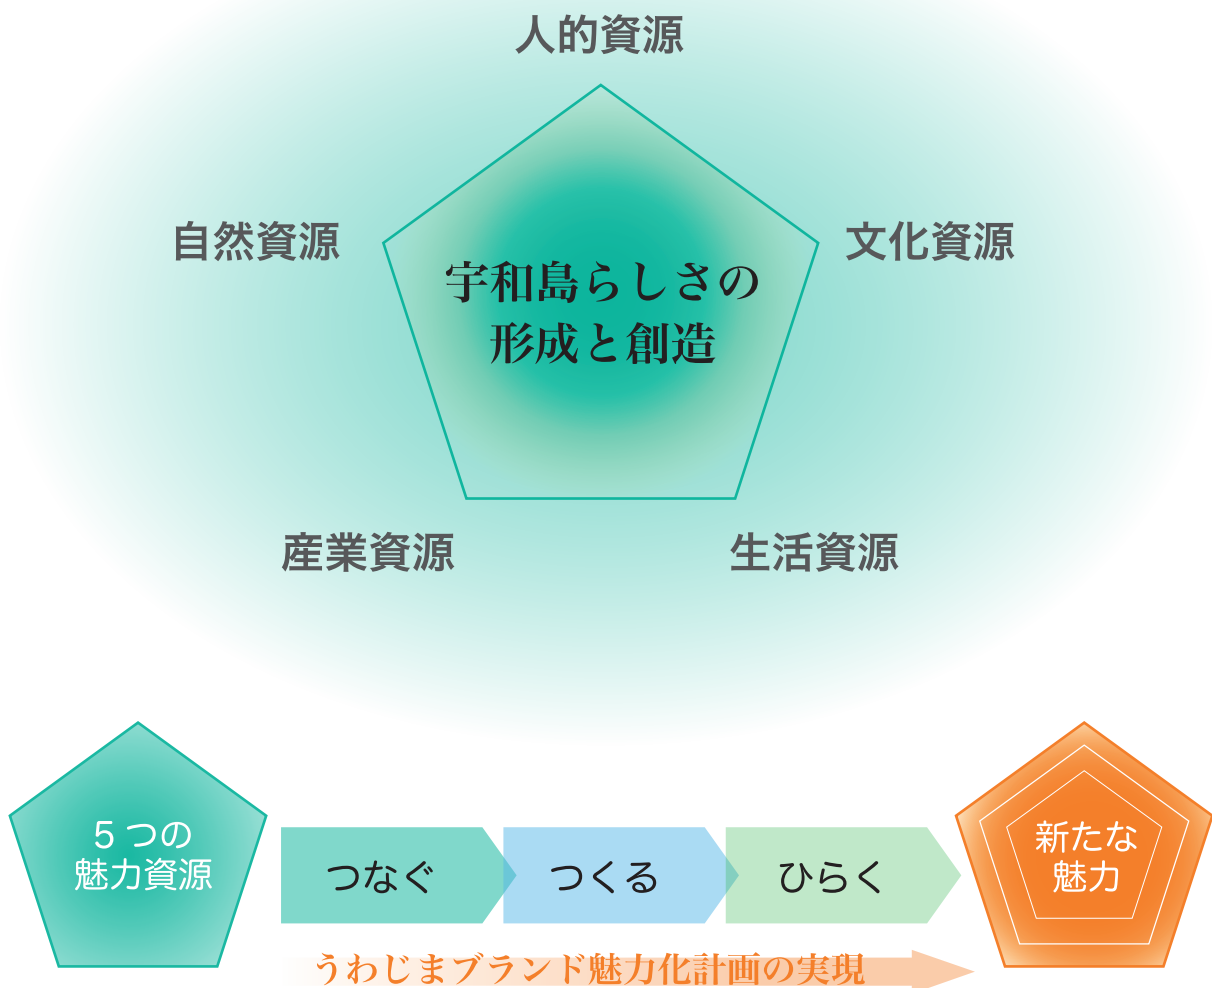 人的資源
自然資源
文化資源
宇和島らしさの
形成と創造
産業資源
生活資源
５つの
魅力資源
つなぐ
つくる
ひらく
新たな
魅力
うわじまブランド魅力化計画の実現